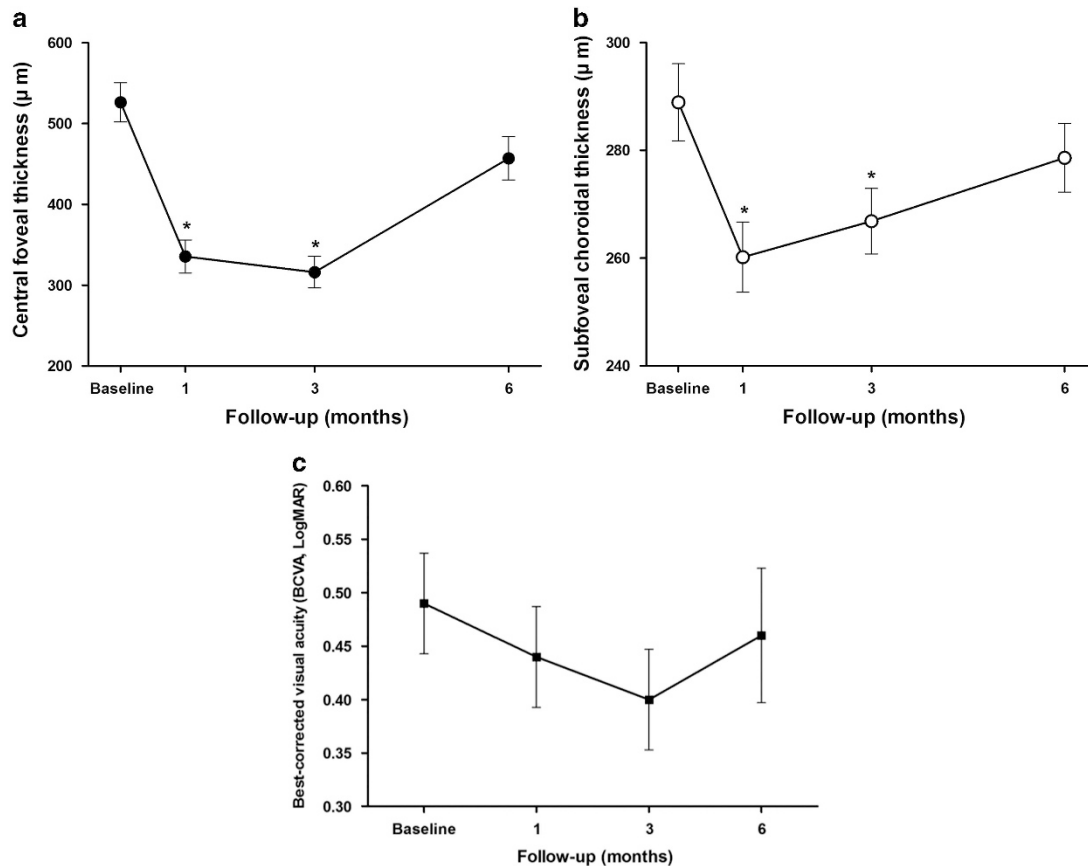 a
Central foveal thickness (µ m)
600
500
400
300
200
*
*
Baseline 1 3 6
Follow-up (months)
b
Subfoveal choroidal thickness (µ m)
300
280
260
240
*
*
Baseline 1 3 6
Follow-up (months)
c
Best-corrected visual acuity (BCVA, LogMAR)
0.60
0.55
0.50
0.45
0.40
0.35
0.30
Baseline 1 3 6
Follow-up (months)